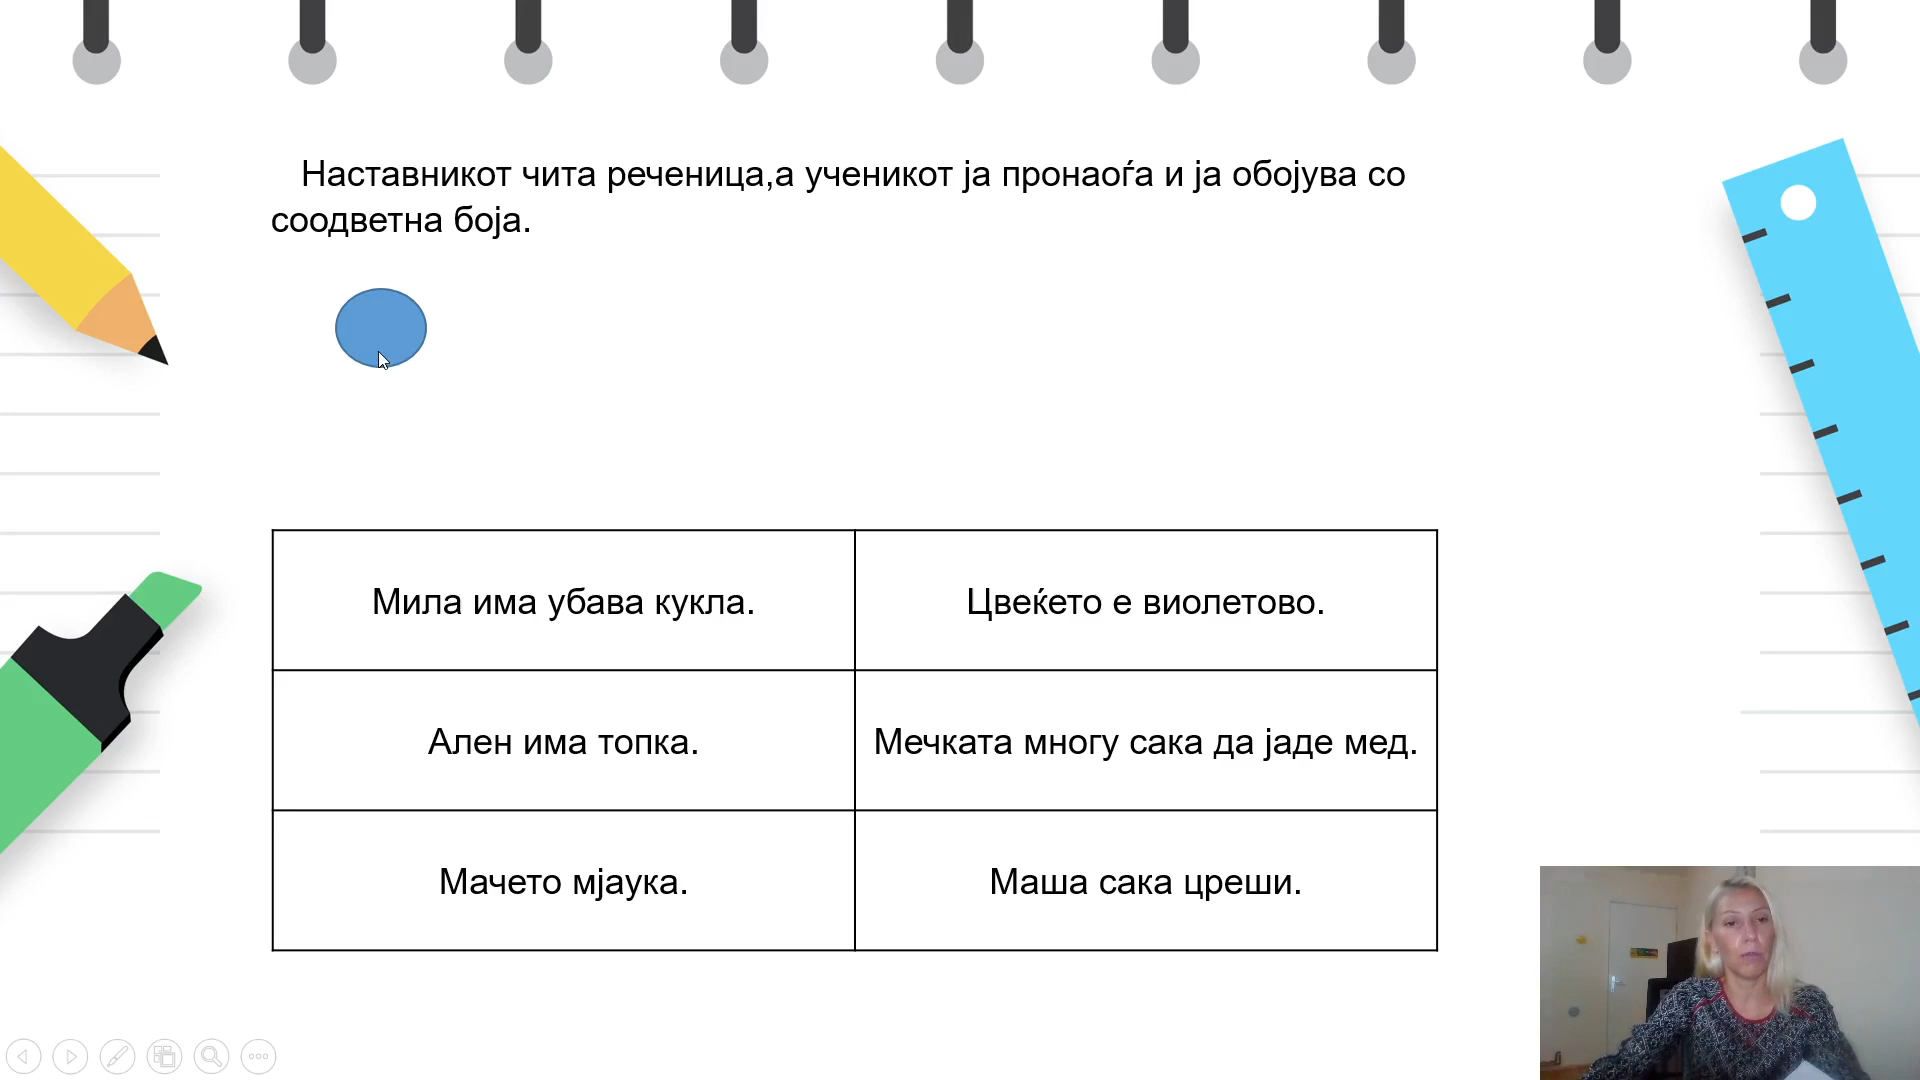 Наставникот чита реченица,а ученикот ја пронаоѓа и ја обојува со
соодветна боја.
Мила има убава кукла.
Цвеќето е виолетово.
Ален има топка.
Мечката многу сака да јаде мед.
Мачето мјаука.
Маша сака цреши.